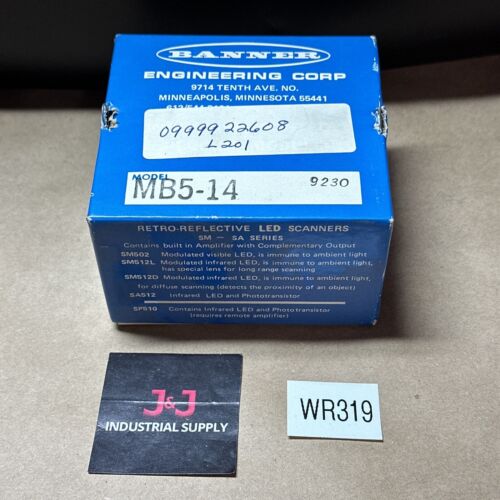 BANNER
ENGINEERING CORP
9714 TENTH AVE. NO.
MINNEAPOLIS, MINNESOTA 55441
0999922608
L201
MODEL
MB5-14 9230
RETRO-REFLECTIVE LED SCANNERS
SM - SA SERIES
Contains built in Amplifier with Complementary Output
SM502 Modulated visible LED, is immune to ambient light
SM512L Modulated infrared LED, is immune to ambient light,
has special lens for long range scanning
SM512D Modulated infrared LED, is immune to ambient light,
for diffuse scanning (detects the proximity of an object)
SA512 Infrared LED and Phototransistor
SP510 Contains Infrared LED and Phototransistor
(requires remote amplifier)
J&J
INDUSTRIAL SUPPLY
WR319